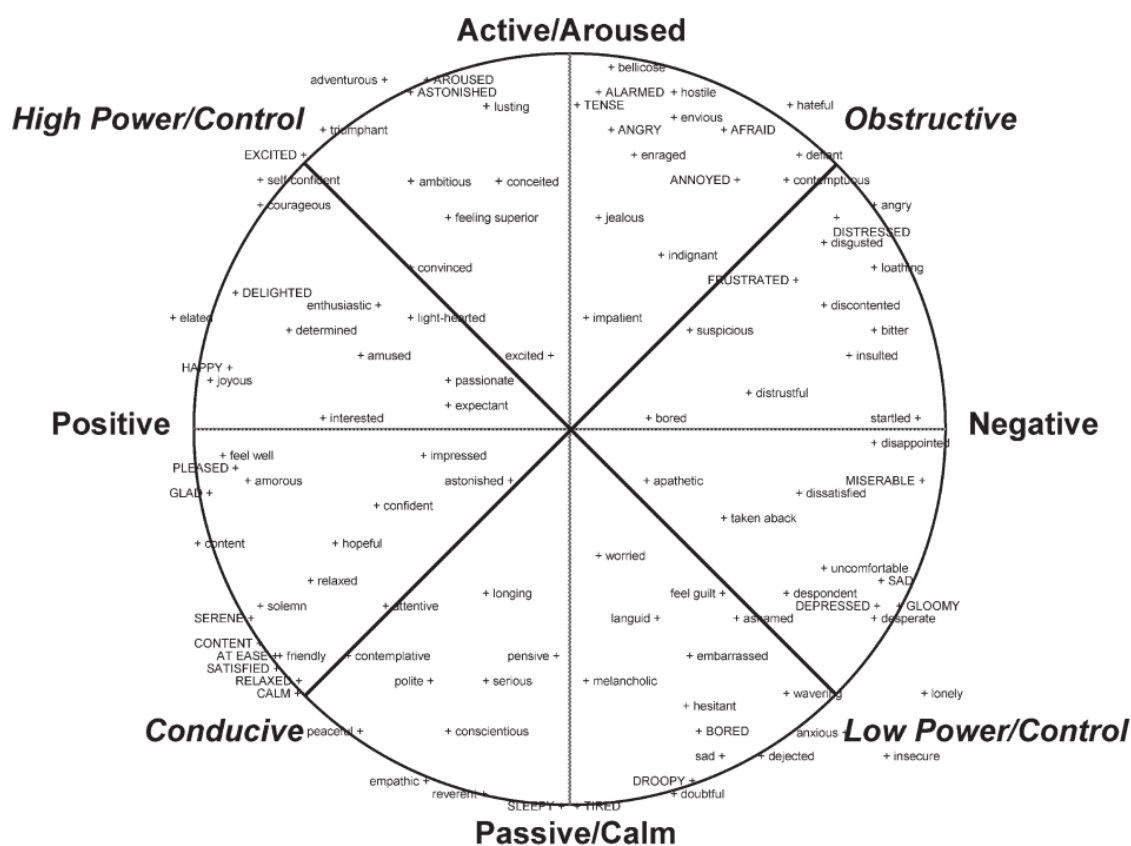 Active/Aroused
+ bellicose
adventurous +
+ AROUSED
+ ASTONISHED
+ ALARMED
+ hostile
+ lusting
+ TENSE
+ hateful
High Power/Control
+ envious
Obstructive
+ triumphant
+ ANGRY
+ AFRAID
EXCITED +
+ enraged
+ defiant
+ self-confident
+ ambitious
+ conceited
ANNOYED +
+ contemptuous
+ courageous
+ angry
+ feeling superior
+ jealous
+ DISTRESSED
+ disgusted
+ indignant
+ convinced
+ loathing
FRUSTRATED +
+ DELIGHTED
enthusiastic +
+ discontented
+ elated
+ light-hearted
+ impatient
+ determined
+ suspicious
+ bitter
+ amused
excited +
+ insulted
HAPPY +
+ joyous
+ passionate
+ distrustful
+ expectant
Positive
+ interested
+ bored
startled +
Negative
+ disappointed
+ feel well
+ impressed
PLEASED +
+ amorous
astonished +
+ apathetic
MISERABLE +
GLAD +
+ dissatisfied
+ confident
+ taken aback
+ content
+ hopeful
+ worried
+ uncomfortable
+ relaxed
+ SAD
+ longing
feel guilt +
+ despondent
+ solemn
+ attentive
DEPRESSED +
+ GLOOMY
SERENE +
languid +
+ ashamed
+ desperate
CONTENT +
AT EASE +
+ friendly
+ contemplative
pensive +
+ embarrassed
SATISFIED +
RELAXED +
polite +
+ serious
+ melancholic
CALM +
+ wavering
+ lonely
+ hesitant
Conducive
peaceful +
+ conscientious
+ BORED
anxious +
Low Power/Control
sad +
+ dejected
+ insecure
empathic +
DROOPY +
reverent +
+ doubtful
SLEEPY +
+ TIRED
Passive/Calm